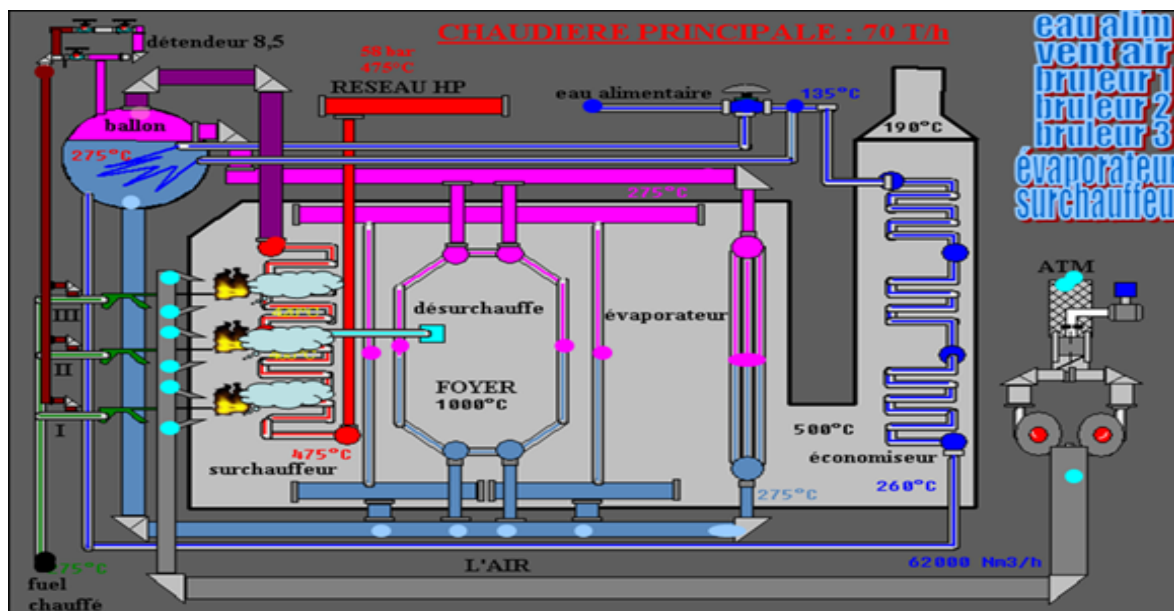 CHAUDIERE PRINCIPALE : 70 T/h
eau alim
vent air
bruleur 1
bruleur 2
bruleur 3
évaporateur
surchauffeur
détendeur 8,5
58 bar
475°C
RESEAU HP
eau alimentaire
135°C
190°C
ballon
275°C
275°C
ATM
désurchauffe
évaporateur
III
II
I
FOYER
1000°C
500°C
475°C
surchauffeur
économiseur
260°C
275°C
L'AIR
62000 Nm3/h
fuel
chauffé